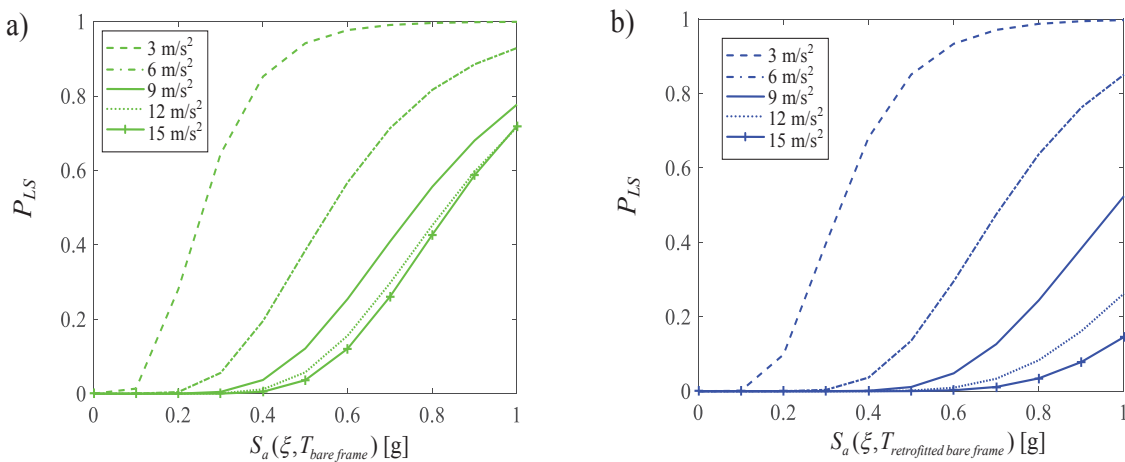 a)
3 m/s²
6 m/s²
9 m/s²
12 m/s²
15 m/s²
1
0.8
0.6
0.4
0.2
0
P_LS
0 0.2 0.4 0.6 0.8 1
S_a(ξ,T_bare frame) [g]
b)
3 m/s²
6 m/s²
9 m/s²
12 m/s²
15 m/s²
1
0.8
0.6
0.4
0.2
0
P_LS
0 0.2 0.4 0.6 0.8 1
S_a(ξ,T_retrofitted bare frame) [g]